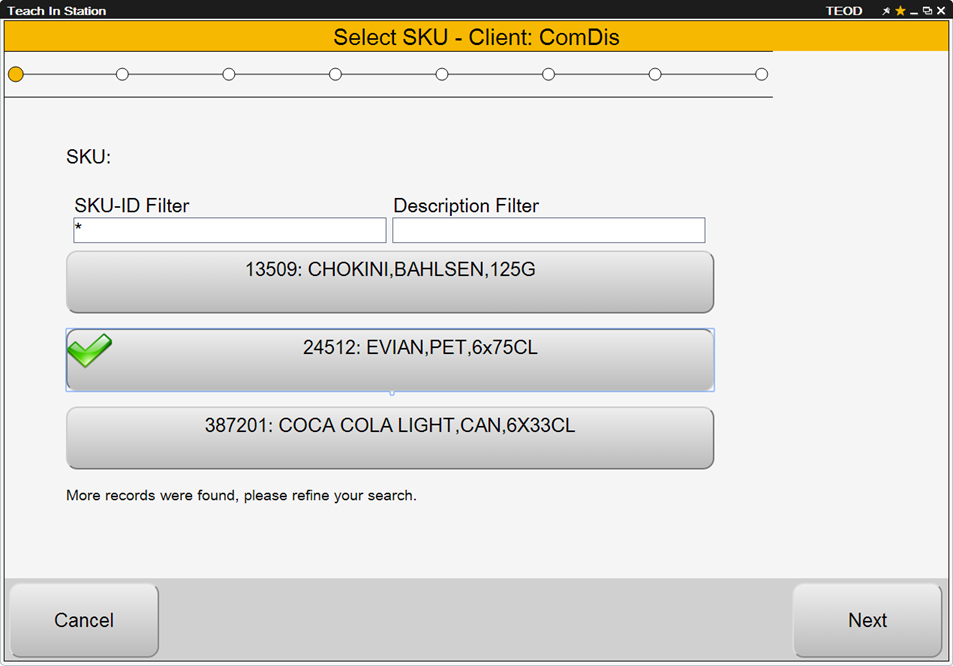 Teach In Station TEOD
Select SKU - Client: ComDis
SKU:
SKU-ID Filter Description Filter
*
13509: CHOKINI,BAHLSEN,125G
24512: EVIAN,PET,6x75CL
387201: COCA COLA LIGHT,CAN,6X33CL
More records were found, please refine your search.
Cancel Next